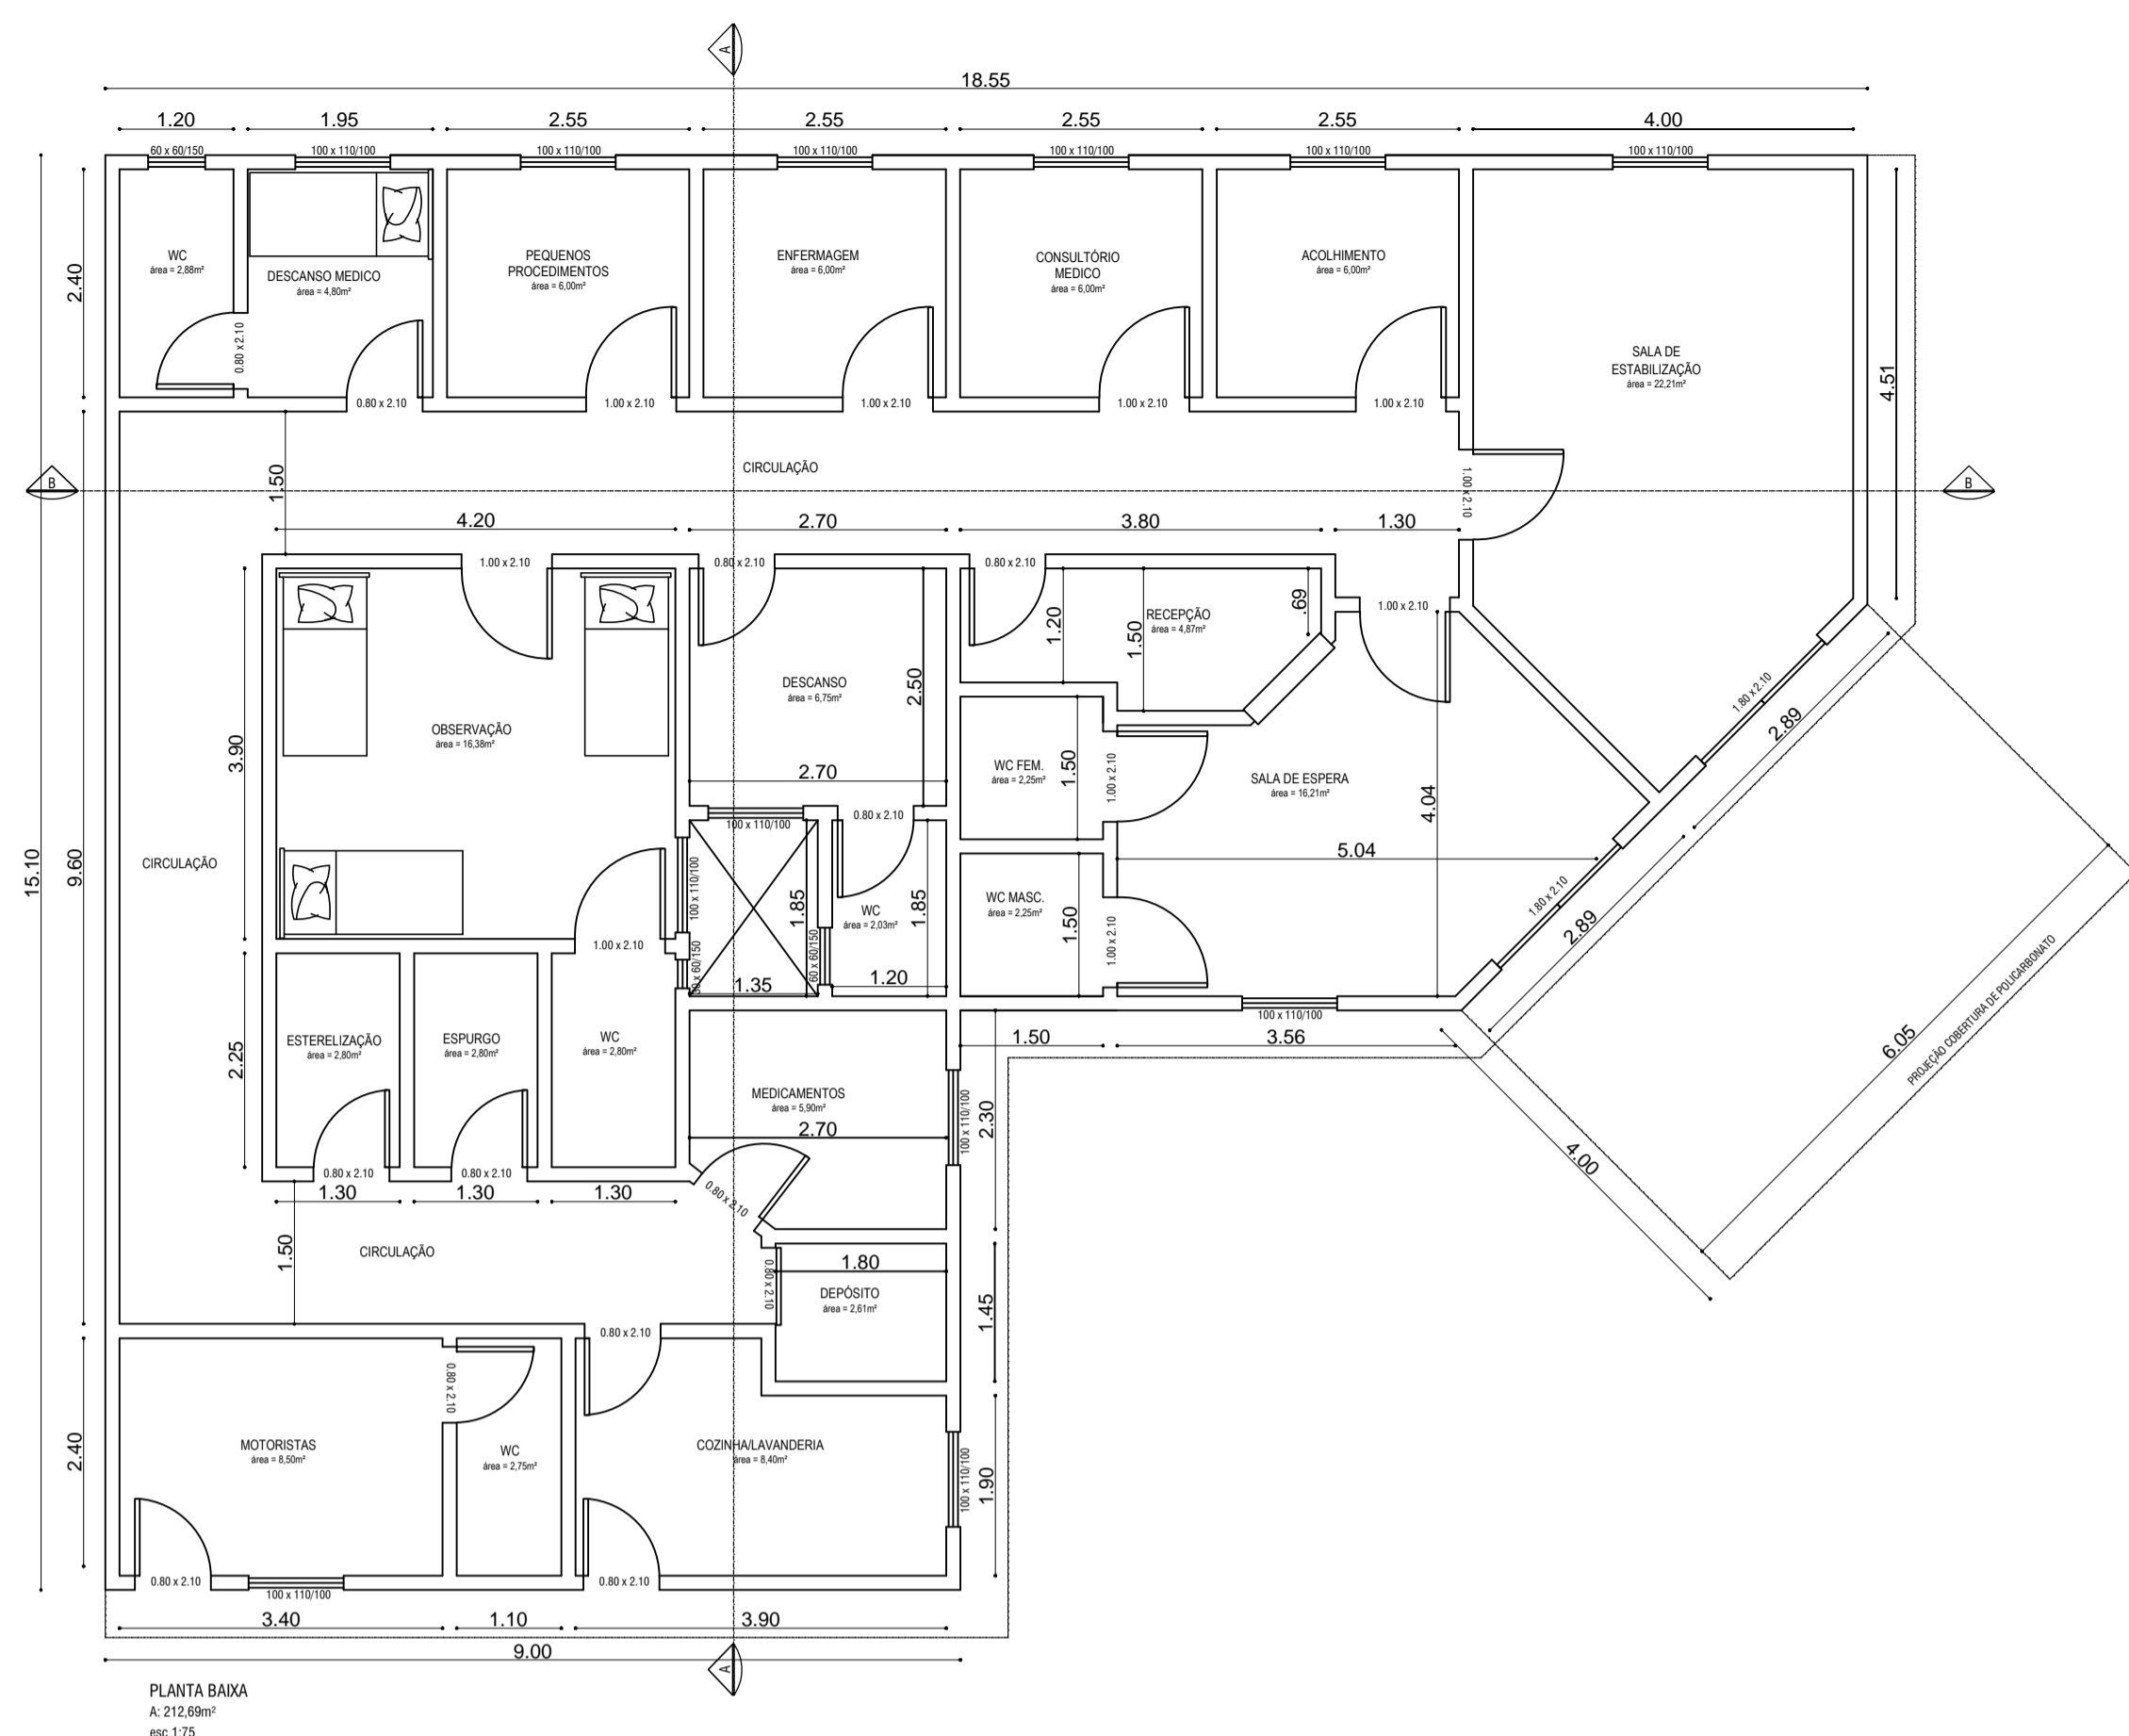 A
18.55
1.20
1.95
2.55
2.55
2.55
2.55
4.00
60 x 60/150
100 x 110/100
100 x 110/100
100 x 110/100
100 x 110/100
100 x 110/100
100 x 110/100
2.40
WC
área = 2,88m²
DESCANSO MEDICO
área = 4,80m²
PEQUENOS
PROCEDIMENTOS
área = 6,00m²
ENFERMAGEM
área = 6,00m²
CONSULTÓRIO
MEDICO
área = 6,00m²
ACOLHIMENTO
área = 6,00m²
SALA DE
ESTABILIZAÇÃO
área = 22,21m²
4.51
0.80 x 2.10
0.80 x 2.10
1.00 x 2.10
1.00 x 2.10
1.00 x 2.10
1.00 x 2.10
1.50
CIRCULAÇÃO
1.00 x 2.10
B
B
4.20
2.70
3.80
1.30
1.00 x 2.10
0.80 x 2.10
0.80 x 2.10
1.00 x 2.10
1.20
1.50
RECEPÇÃO
área = 4,87m²
.69
3.90
OBSERVAÇÃO
área = 16,38m²
DESCANSO
área = 6,75m²
2.50
2.70
WC FEM.
área = 2,25m²
1.50
1.00 x 2.10
SALA DE ESPERA
área = 16,21m²
4.04
5.04
1.80 x 2.10
2.89
1.80 x 2.10
2.89
15.10
9.60
CIRCULAÇÃO
100 x 110/100
0.80 x 2.10
100 x 110/100
1.85
WC
área = 2,03m²
1.85
60 x 60/150
1.35
1.20
WC MASC.
área = 2,25m²
1.50
1.00 x 2.10
1.00 x 2.10
60/150
100 x 110/100
1.50
3.56
6.05
PROJEÇÃO COBERTURA DE POLICARBONATO
4.00
2.25
ESTERELIZAÇÃO
área = 2,80m²
ESPURGO
área = 2,80m²
WC
área = 2,80m²
MEDICAMENTOS
área = 5,90m²
2.70
100 x 110/100
2.30
0.80 x 2.10
0.80 x 2.10
0.80 x 2.10
1.30
1.30
1.30
1.50
CIRCULAÇÃO
0.80 x 2.10
1.80
DEPÓSITO
área = 2,61m²
1.45
0.80 x 2.10
2.40
MOTORISTAS
área = 8,50m²
0.80 x 2.10
WC
área = 2,75m²
COZINHA/LAVANDERIA
área = 8,40m²
100 x 110/100
1.90
0.80 x 2.10
100 x 110/100
0.80 x 2.10
3.40
1.10
3.90
9.00
A
PLANTA BAIXA
A: 212,69m²
esc 1:75